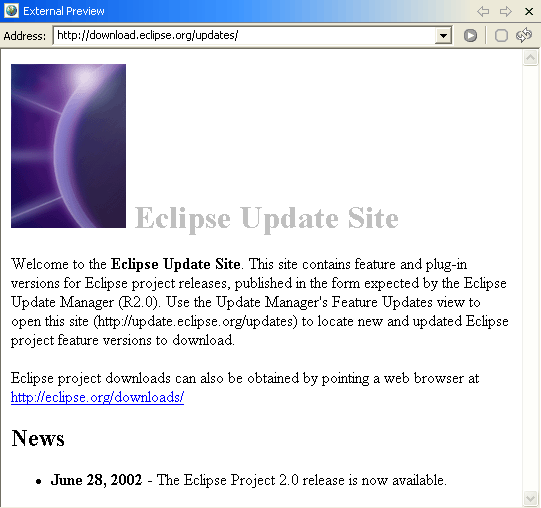 External Preview
Address: http://download.eclipse.org/updates/
Eclipse Update Site
Welcome to the Eclipse Update Site. This site contains feature and plug-in
versions for Eclipse project releases, published in the form expected by the Eclipse
Update Manager (R2.0). Use the Update Manager's Feature Updates view to
open this site (http://update.eclipse.org/updates) to locate new and updated Eclipse
project feature versions to download.
Eclipse project downloads can also be obtained by pointing a web browser at
http://eclipse.org/downloads/
News
• June 28, 2002 - The Eclipse Project 2.0 release is now available.